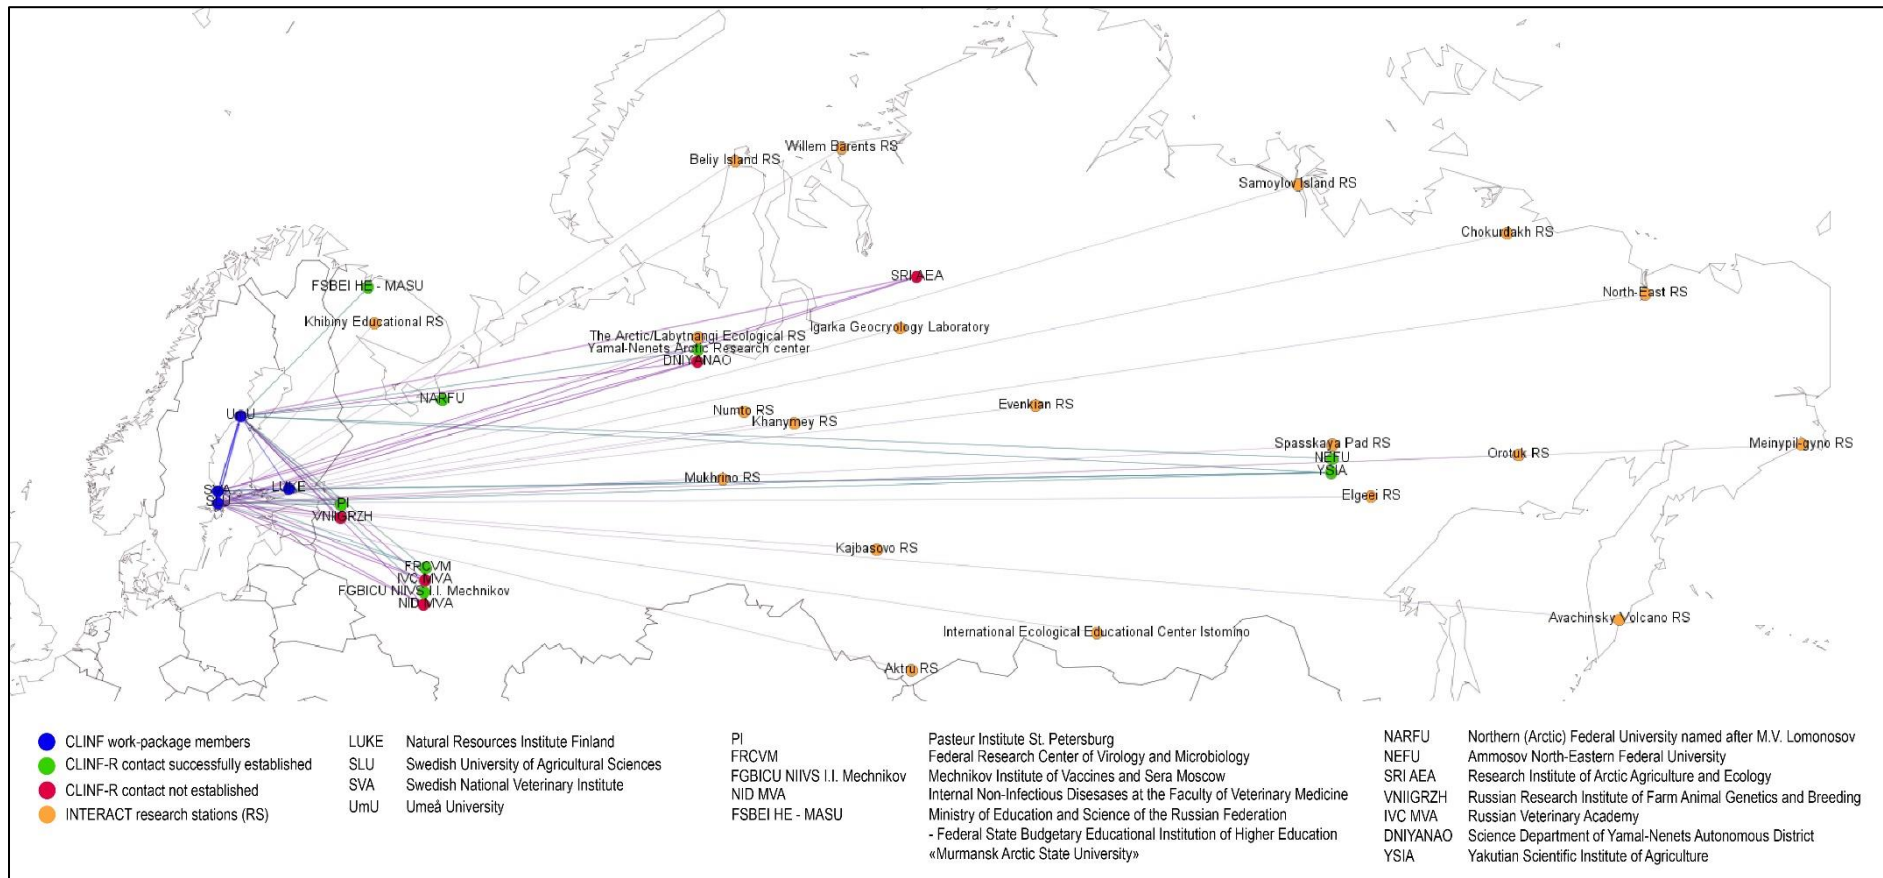 Willem Barents RS
Beliy Island RS
Samoylov Island RS
Chokurdakh RS
SRI AEA
FSBEI HE - MASU
North-East RS
Khibiny Educational RS
Igarka Geocryology Laboratory
The Arctic/Labytnangi Ecological RS
Yamal-Nenets Arctic Research center
DNIYANAO
NARFU
Evenkian RS
Numto RS
UmU
Khanymey RS
Spasskaya Pad RS
Meinypil-gyno RS
Orotuk RS
NEFU
YSIA
Mukhrino RS
LUKE
SVA
SLU
Elgeei RS
PI
VNIIGRZH
Kajbasovo RS
FRCVM
IVC MVA
FGBICU NIIVS I.I. Mechnikov
NID MVA
Avachinsky Volcano RS
International Ecological Educational Center Istomino
Aktru RS
CLINF work-package members
CLINF-R contact successfully established
CLINF-R contact not established
INTERACT research stations (RS)
LUKE Natural Resources Institute Finland
SLU Swedish University of Agricultural Sciences
SVA Swedish National Veterinary Institute
UmU Umeå University
PI Pasteur Institute St. Petersburg
FRCVM Federal Research Center of Virology and Microbiology
FGBICU NIIVS I.I. Mechnikov Mechnikov Institute of Vaccines and Sera Moscow
NID MVA Internal Non-Infectious Disesases at the Faculty of Veterinary Medicine
FSBEI HE - MASU Ministry of Education and Science of the Russian Federation
- Federal State Budgetary Educational Institution of Higher Education
«Murmansk Arctic State University»
NARFU Northern (Arctic) Federal University named after M.V. Lomonosov
NEFU Ammosov North-Eastern Federal University
SRI AEA Research Institute of Arctic Agriculture and Ecology
VNIIGRZH Russian Research Institute of Farm Animal Genetics and Breeding
IVC MVA Russian Veterinary Academy
DNIYANAO Science Department of Yamal-Nenets Autonomous District
YSIA Yakutian Scientific Institute of Agriculture